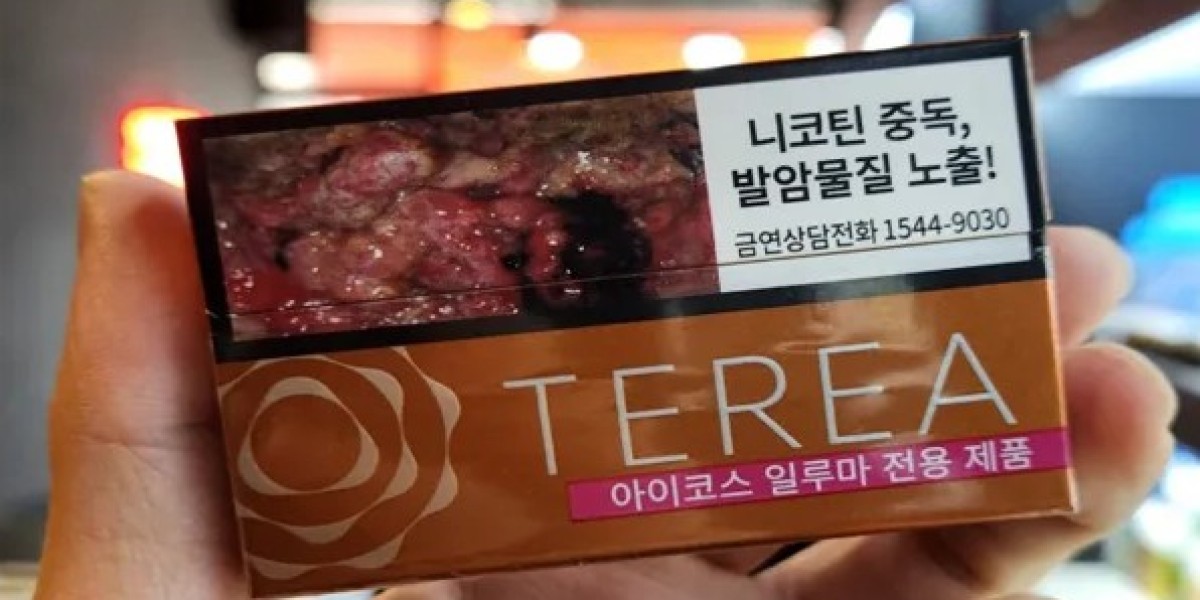 니코틴 중독,
발암물질 노출!
금연상담전화 1544-9030
TEREA
아이코스 일루마 전용 제품